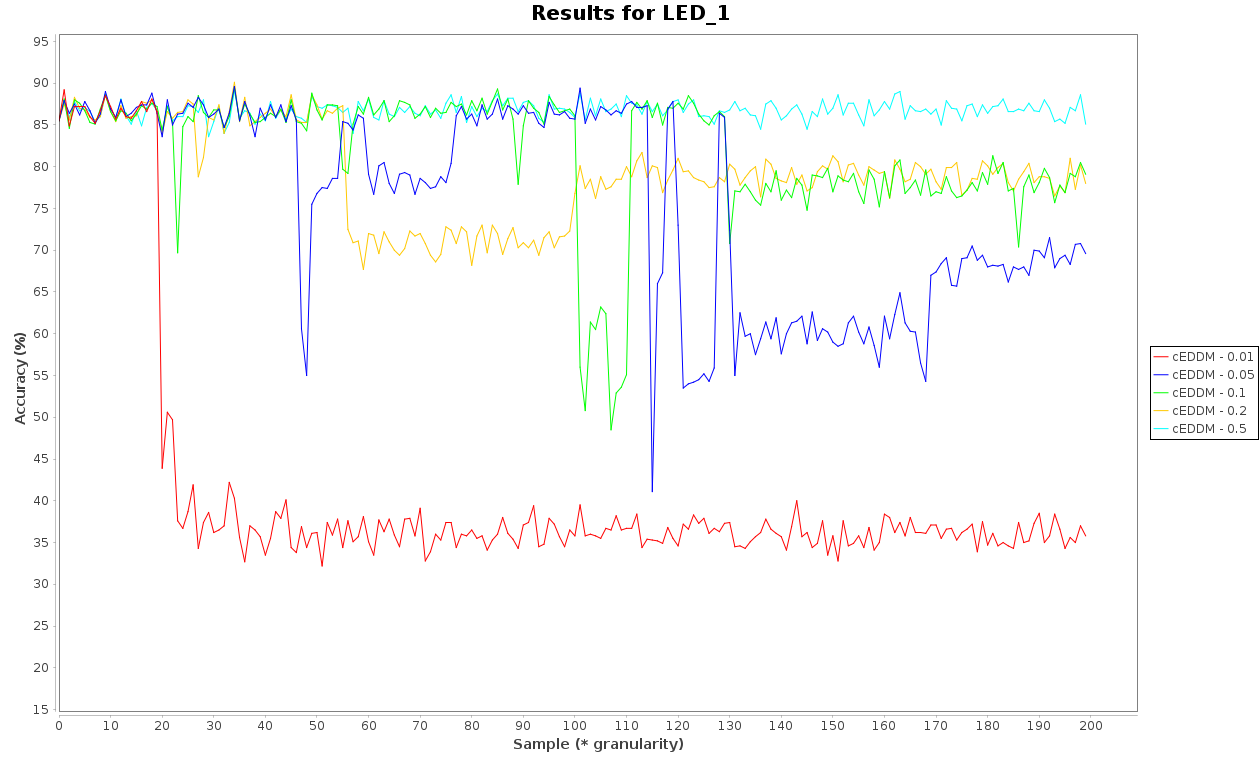 Results for LED_1
Accuracy (%)
95
90
85
80
75
70
65
60
55
50
45
40
35
30
25
20
15
0 10 20 30 40 50 60 70 80 90 100 110 120 130 140 150 160 170 180 190 200
Sample (* granularity)
cEDDM - 0.01
cEDDM - 0.05
cEDDM - 0.1
cEDDM - 0.2
cEDDM - 0.5